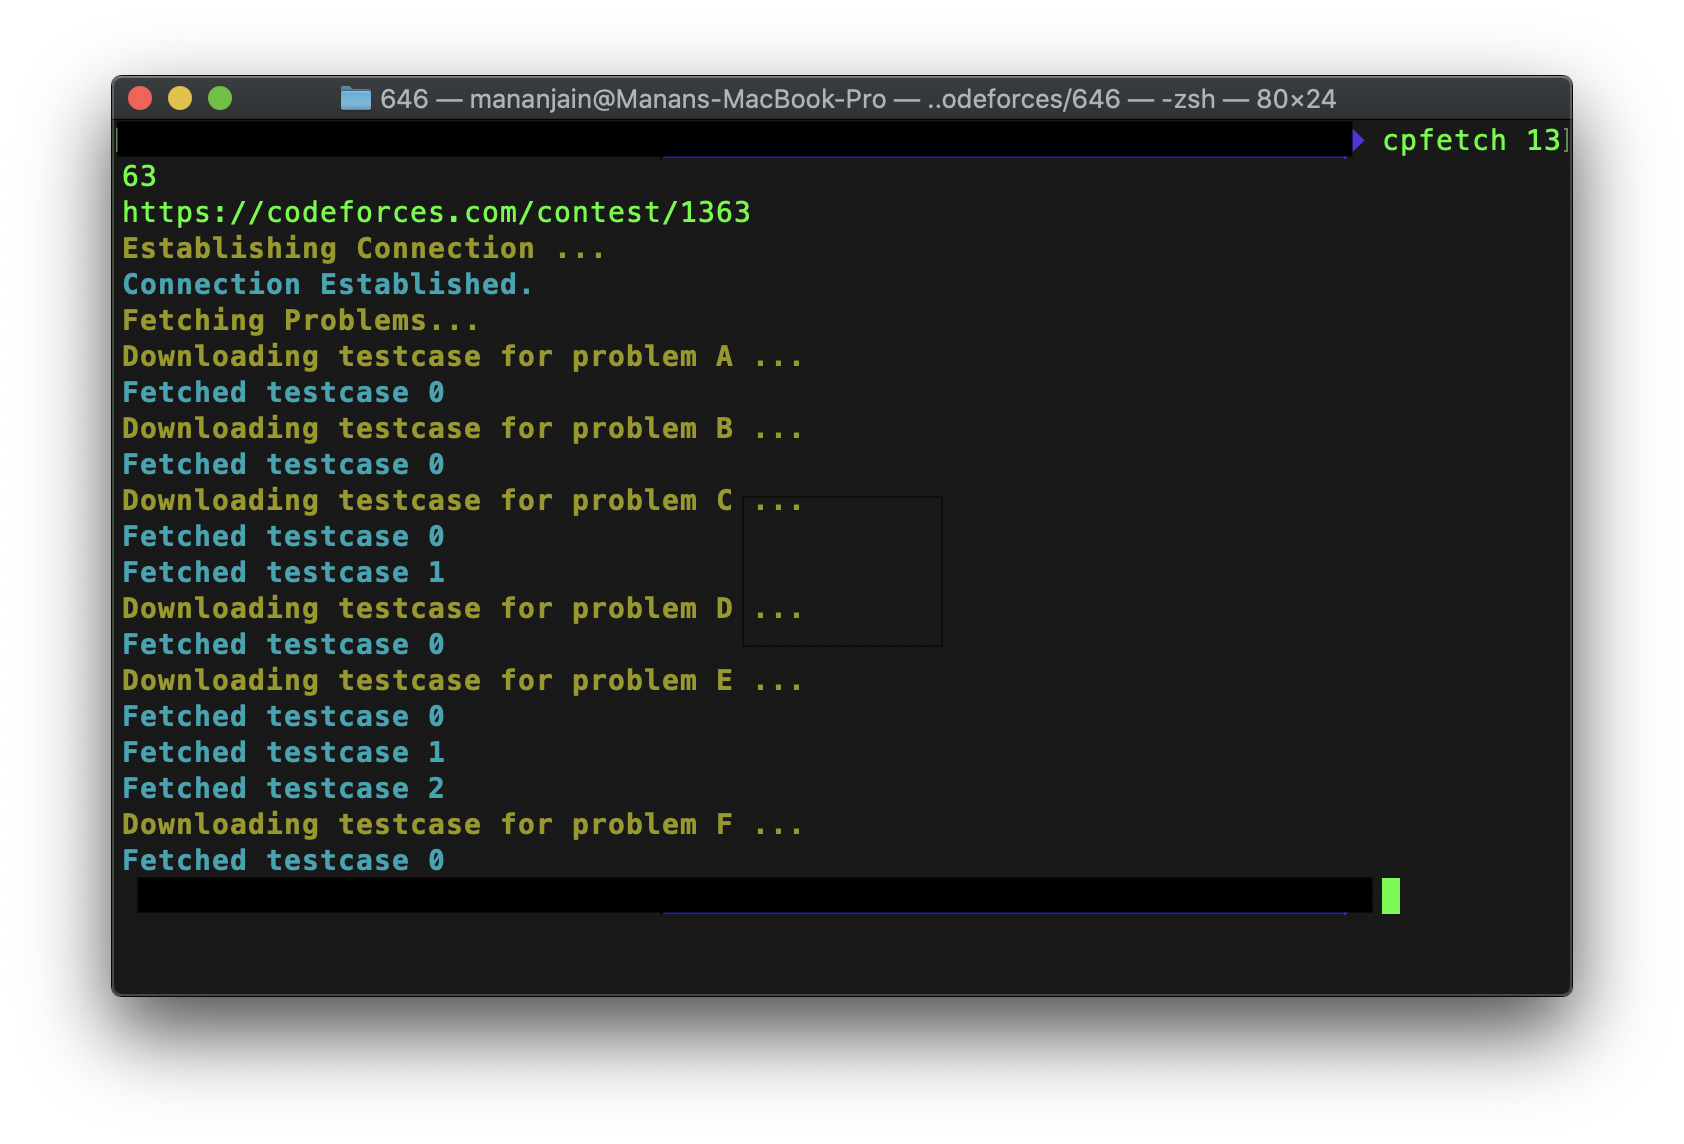 646 — mananjain@Manans-MacBook-Pro — ..odeforces/646 — -zsh — 80×24
cpfetch 13
63
https://codeforces.com/contest/1363
Establishing Connection ...
Connection Established.
Fetching Problems...
Downloading testcase for problem A ...
Fetched testcase 0
Downloading testcase for problem B ...
Fetched testcase 0
Downloading testcase for problem C ...
Fetched testcase 0
Fetched testcase 1
Downloading testcase for problem D ...
Fetched testcase 0
Downloading testcase for problem E ...
Fetched testcase 0
Fetched testcase 1
Fetched testcase 2
Downloading testcase for problem F ...
Fetched testcase 0